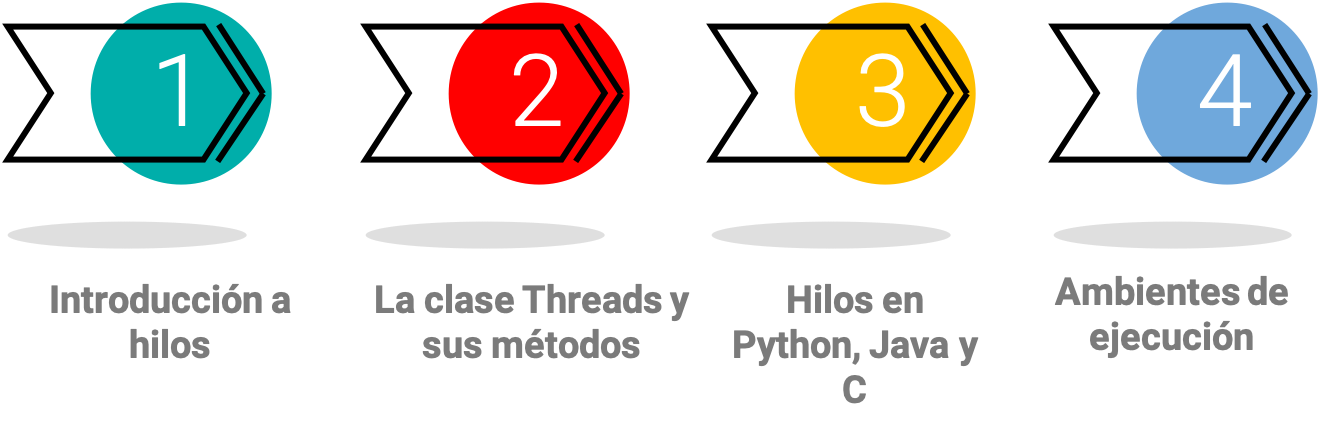 1
Introducción a
hilos
2
La clase Threads y
sus métodos
3
Hilos en
Python, Java y
C
4
Ambientes de
ejecución